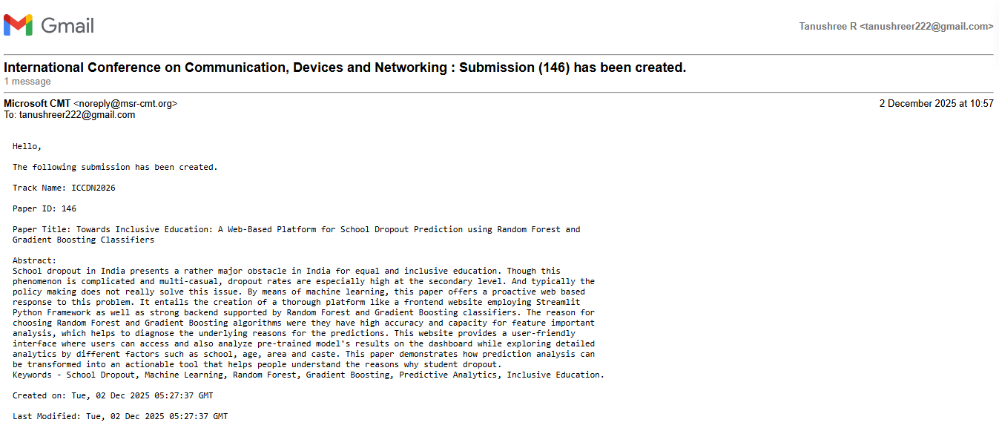 Gmail
Tanushree R <tanushreer222@gmail.com>
International Conference on Communication, Devices and Networking : Submission (146) has been created.
1 message
Microsoft CMT <noreply@msr-cmt.org>
2 December 2025 at 10:57
To: tanushreer222@gmail.com
Hello,
The following submission has been created.
Track Name: ICCDN2026
Paper ID: 146
Paper Title: Towards Inclusive Education: A Web-Based Platform for School Dropout Prediction using Random Forest and
Gradient Boosting Classifiers
Abstract:
School dropout in India presents a rather major obstacle in India for equal and inclusive education. Though this
phenomenon is complicated and multi-casual, dropout rates are especially high at the secondary level. And typically the
policy making does not really solve this issue. By means of machine learning, this paper offers a proactive web based
response to this problem. It entails the creation of a thorough platform like a frontend website employing Streamlit
Python Framework as well as strong backend supported by Random Forest and Gradient Boosting classifiers. The reason for
choosing Random Forest and Gradient Boosting algorithms were they have high accuracy and capacity for feature important
analysis, which helps to diagnose the underlying reasons for the predictions. This website provides a user-friendly
interface where users can access and also analyze pre-trained model's results on the dashboard while exploring detailed
analytics by different factors such as school, age, area and caste. This paper demonstrates how prediction analysis can
be transformed into an actionable tool that helps people understand the reasons why student dropout.
Keywords - School Dropout, Machine Learning, Random Forest, Gradient Boosting, Predictive Analytics, Inclusive Education.
Created on: Tue, 02 Dec 2025 05:27:37 GMT
Last Modified: Tue, 02 Dec 2025 05:27:37 GMT